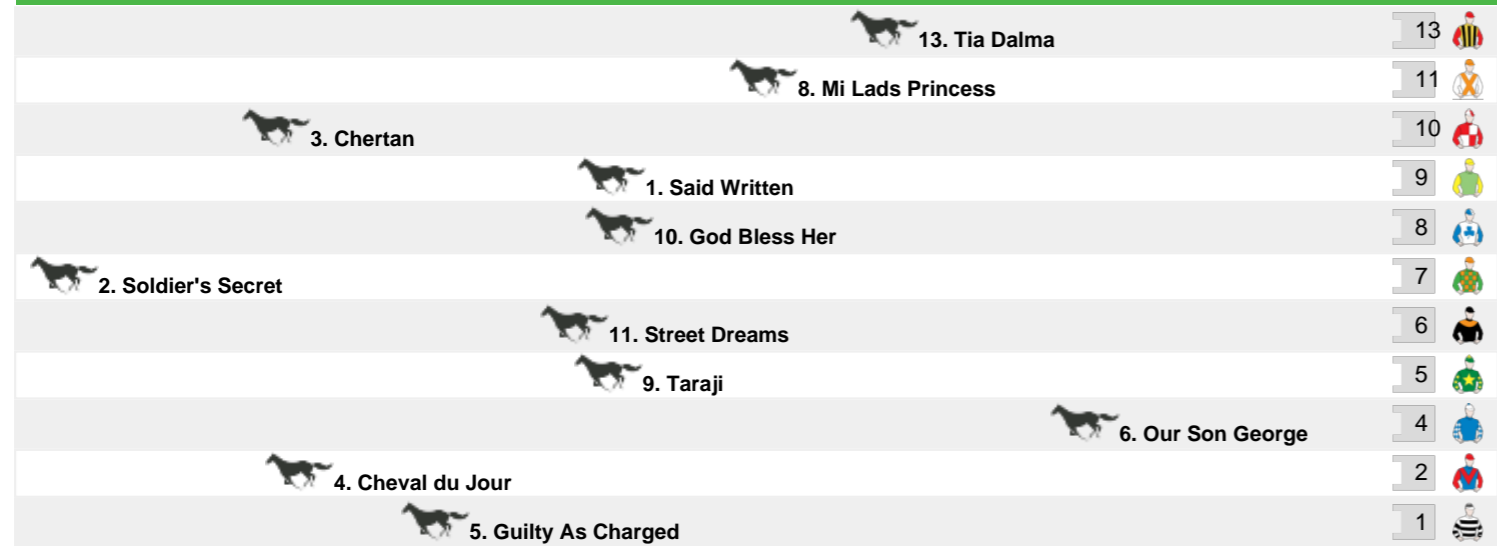 13. Tia Dalma 13
8. Mi Lads Princess 11
3. Chertan 10
1. Said Written 9
10. God Bless Her 8
2. Soldier's Secret 7
11. Street Dreams 6
9. Taraji 5
6. Our Son George 4
4. Cheval du Jour 2
5. Guilty As Charged 1